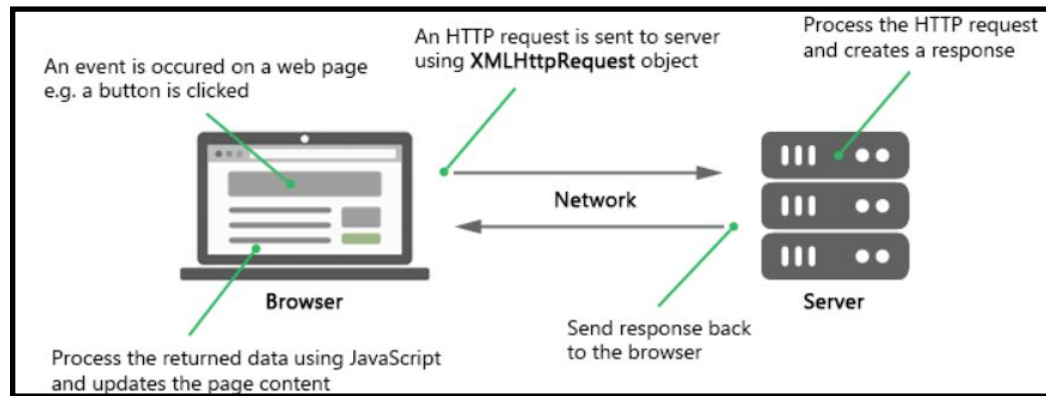 An event is occured on a web page
e.g. a button is clicked
An HTTP request is sent to server
using XMLHttpRequest object
Process the HTTP request
and creates a response
Network
Browser
Server
Process the returned data using JavaScript
and updates the page content
Send response back
to the browser